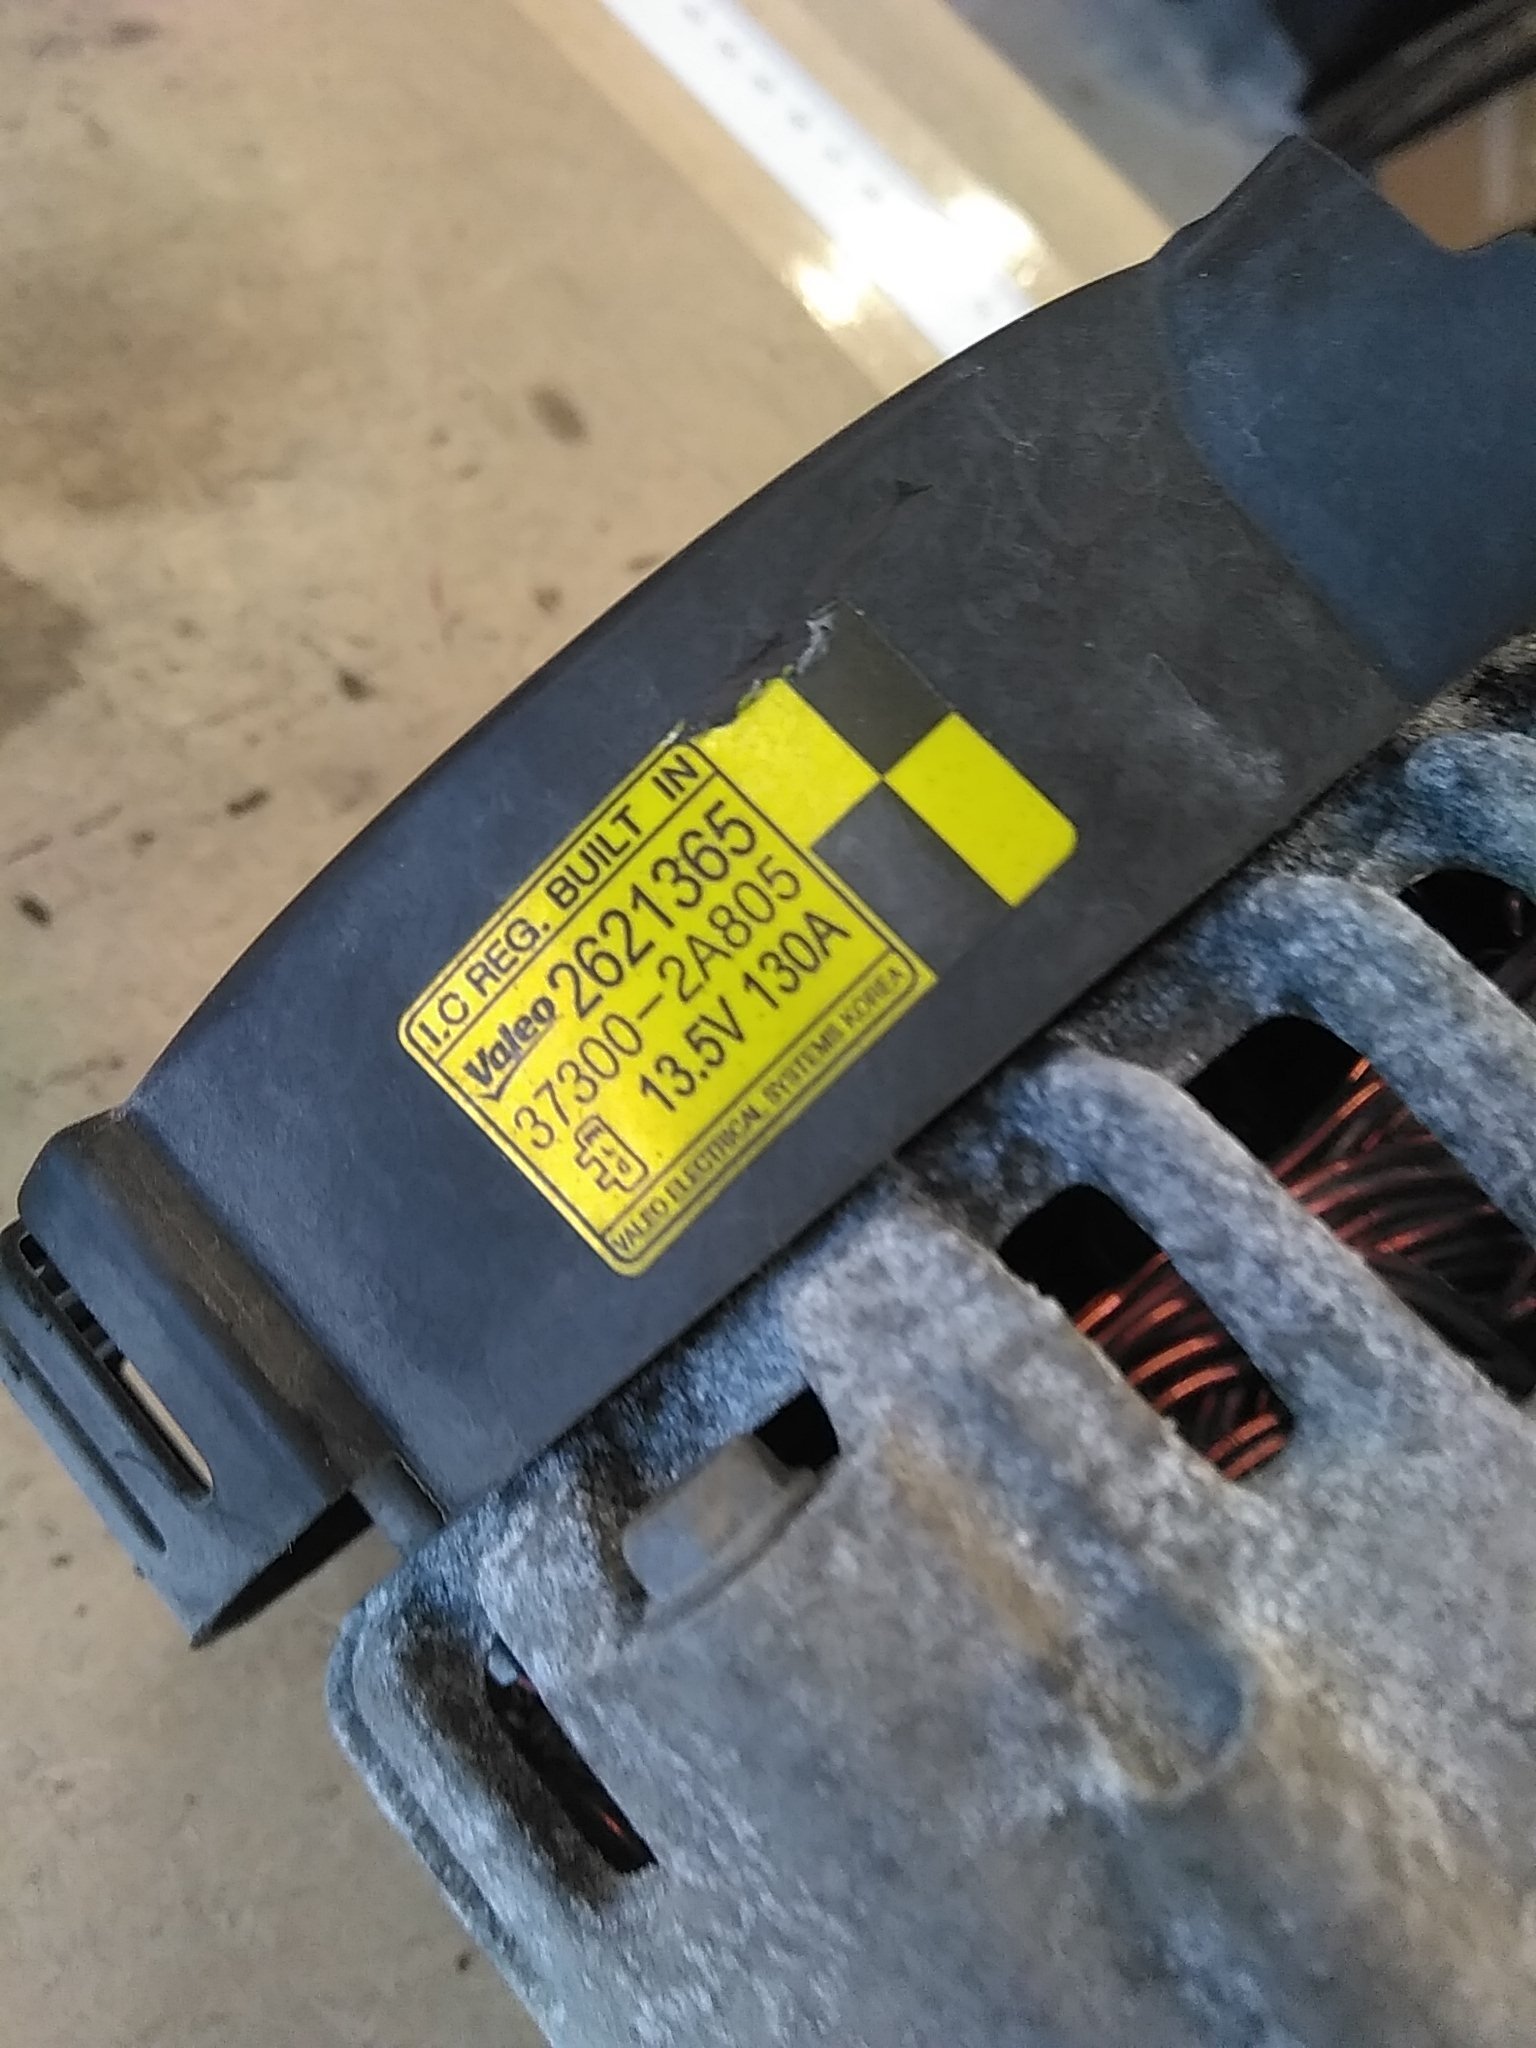 I.C REG. BUILT IN
Valeo 2621365
37300-2A805
13.5V 130A
VALEO ELECTRICAL SYSTEMS KOREA